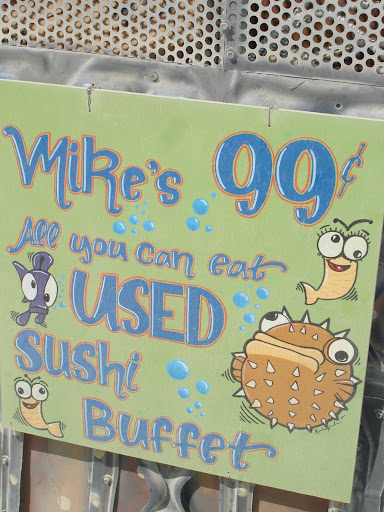 Mike's 99¢
All you can eat
USED
Sushi
Buffet